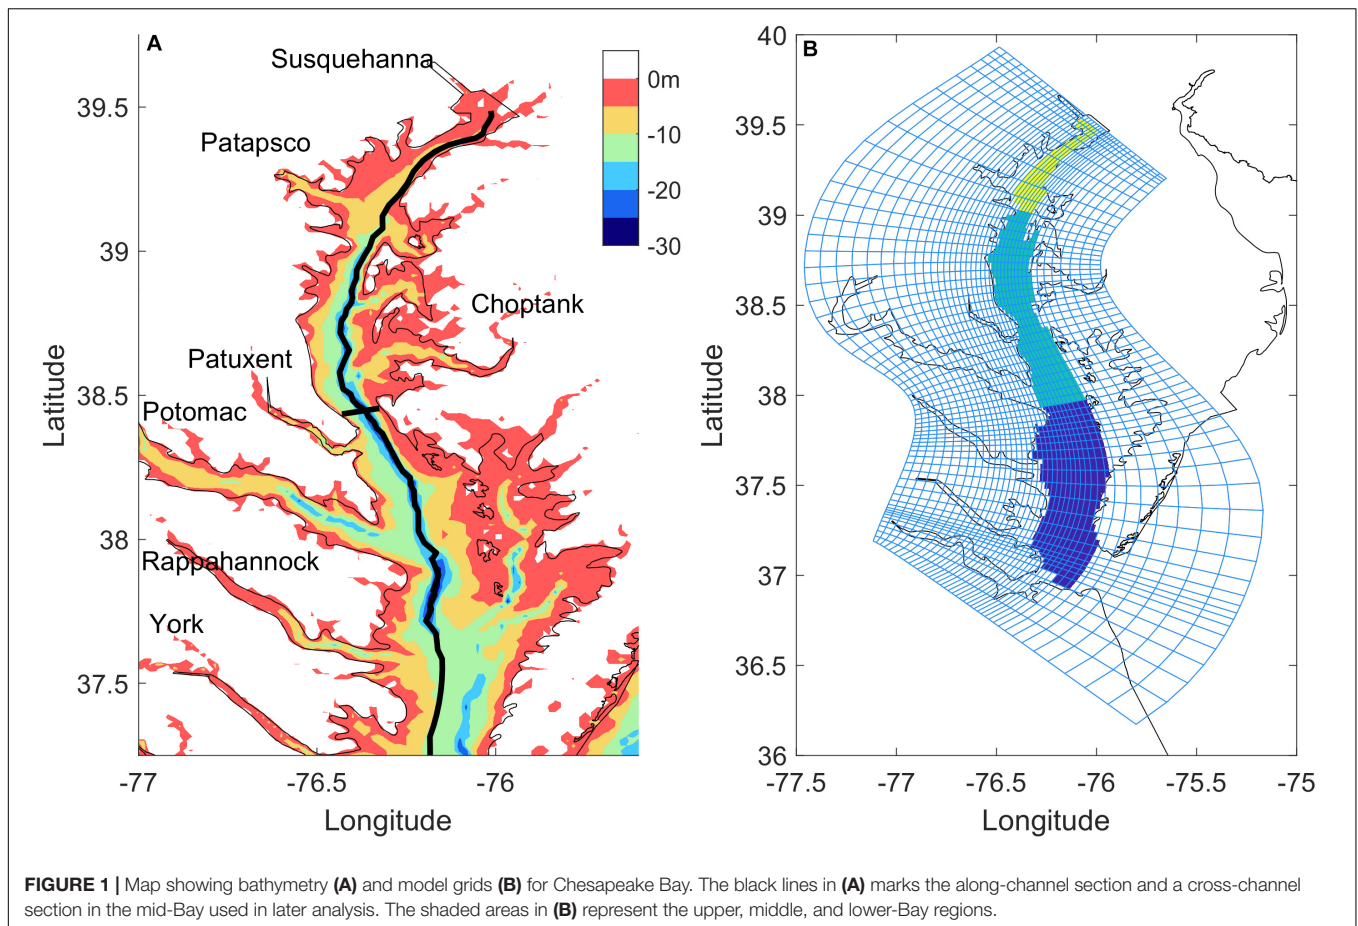 A
Susquehanna
Patapsco
Choptank
Patuxent
Potomac
Rappahannock
York
0m
-10
-20
-30
39.5
39
38.5
38
37.5
Latitude
-77
-76.5
-76
Longitude
B
40
39.5
39
38.5
38
37.5
37
36.5
36
Latitude
-77.5
-77
-76.5
-76
-75.5
-75
Longitude
FIGURE 1 | Map showing bathymetry (A) and model grids (B) for Chesapeake Bay. The black lines in (A) marks the along-channel section and a cross-channel
section in the mid-Bay used in later analysis. The shaded areas in (B) represent the upper, middle, and lower-Bay regions.